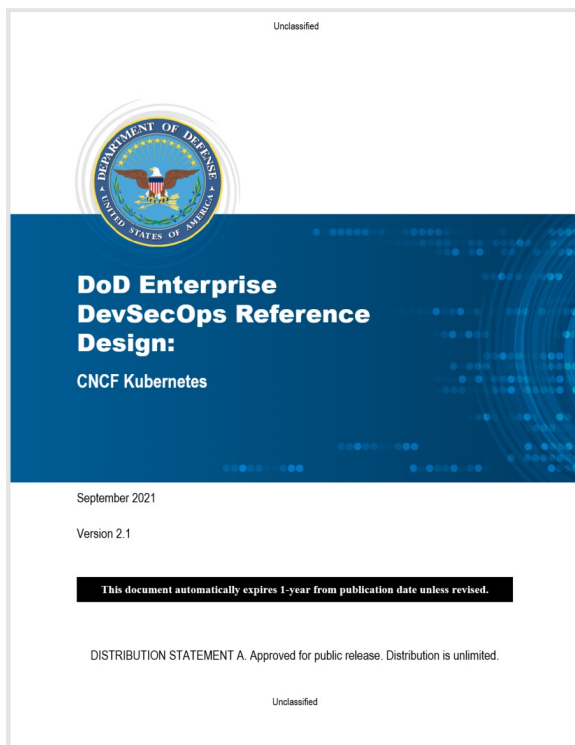 Unclassified
DEPARTMENT OF DEFENSE
UNITED STATES OF AMERICA
DoD Enterprise
DevSecOps Reference
Design:
CNCF Kubernetes
September 2021
Version 2.1
This document automatically expires 1-year from publication date unless revised.
DISTRIBUTION STATEMENT A. Approved for public release. Distribution is unlimited.
Unclassified